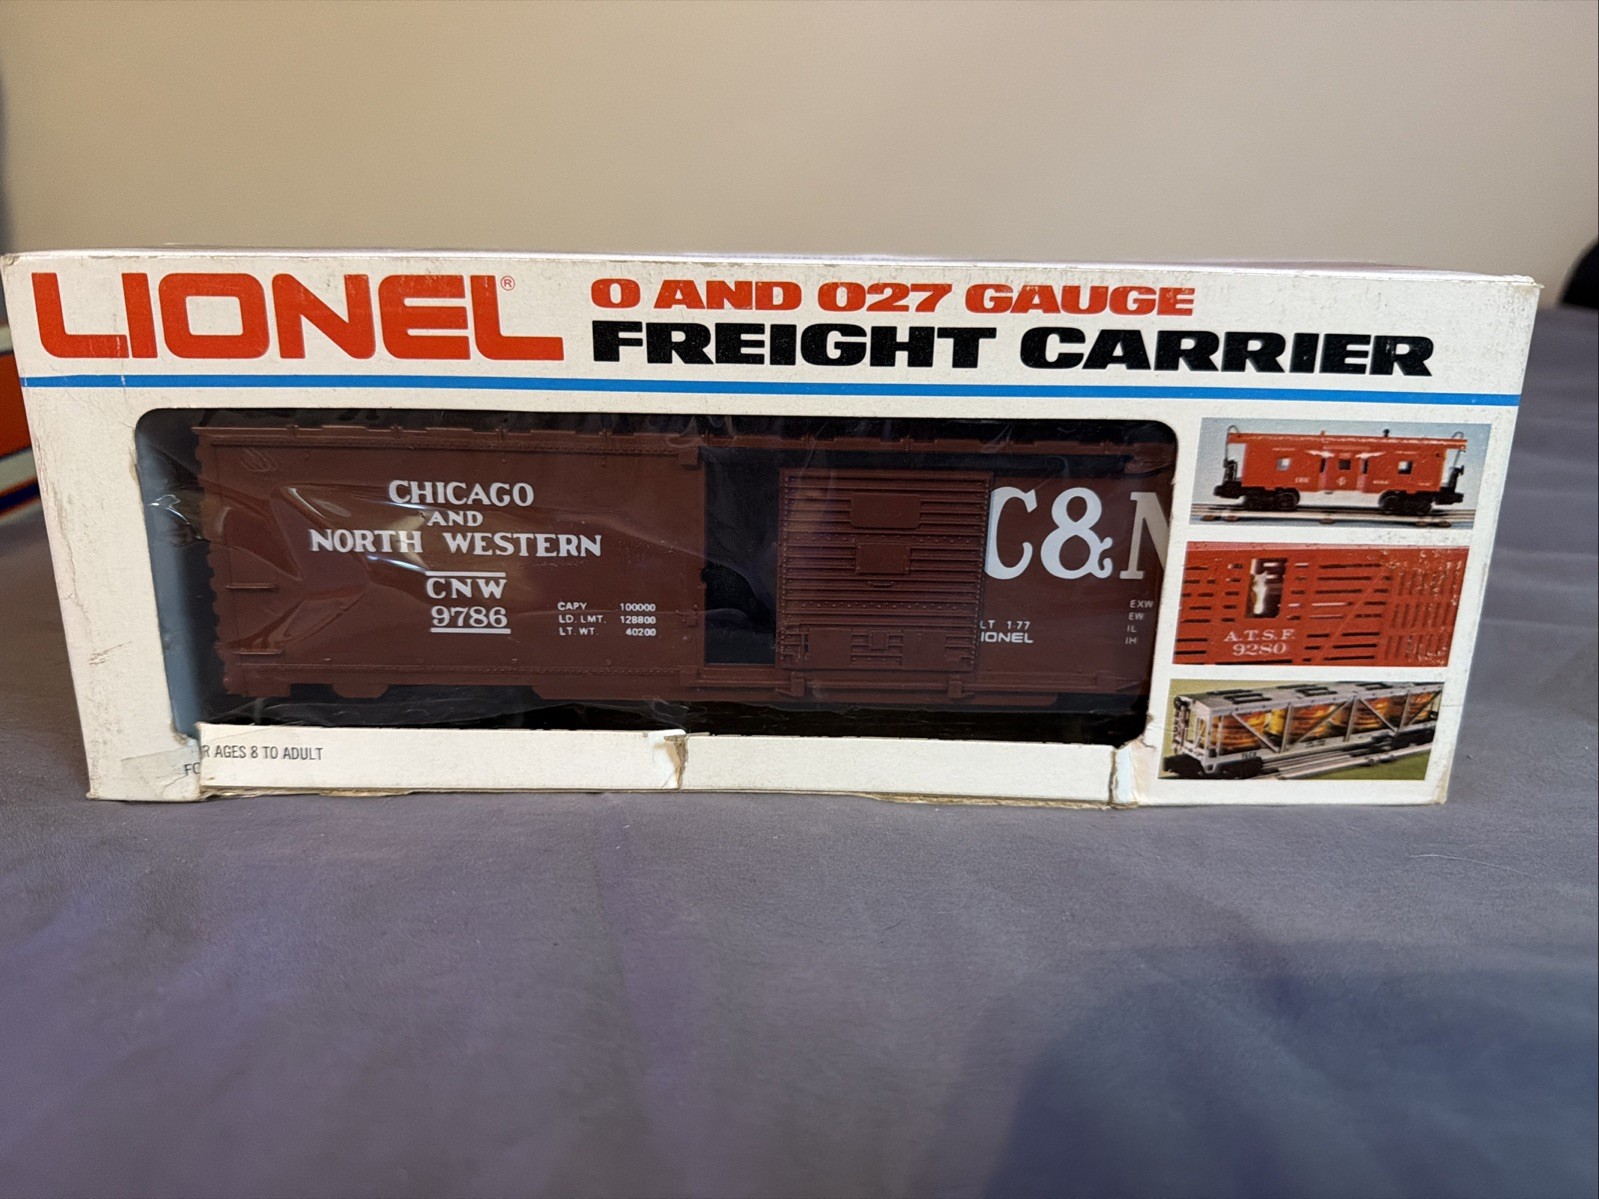 LIONEL®
O AND O27 GAUGE
FREIGHT CARRIER
CHICAGO
AND
NORTH WESTERN
CNW
9786
CAPY 100000
LD. LMT. 128800
LT. WT. 40200
C&N
LT 1-77
IONEL
EXW
EW
IL
IH
A.T.S.F.
9280
FO
R AGES 8 TO ADULT